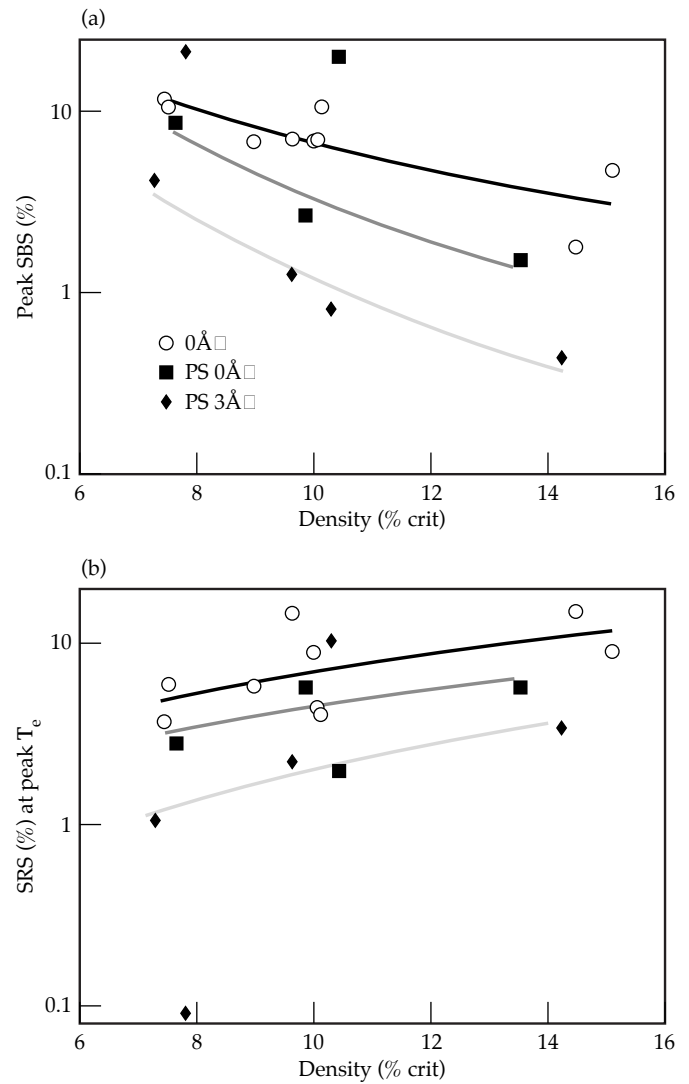 (a)
10
1
0.1
Peak SBS (%)
0Å
PS 0Å
PS 3Å
6 8 10 12 14 16
Density (% crit)
(b)
10
1
0.1
SRS (%) at peak Te
6 8 10 12 14 16
Density (% crit)